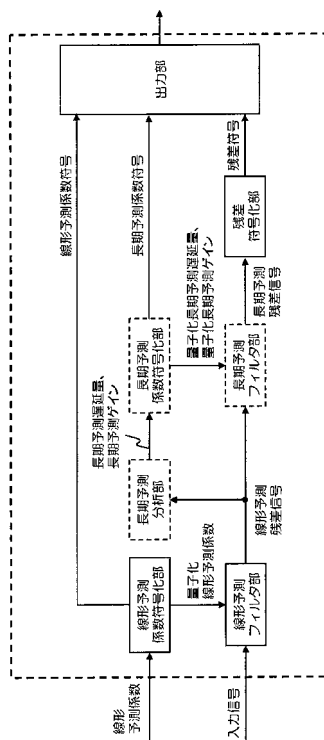 出力部
線形予測係数符号
長期予測係数符号
残差符号
残差
符号化部
長期予測遅延量、
長期予測ゲイン
長期予測
係数符号化部
量子化長期予測遅延量、
量子化長期予測ゲイン
長期予測
残差信号
長期予測
分析部
長期予測
フィルタ部
線形予測
係数符号化部
量子化
線形予測係数
線形予測
残差信号
線形予測
フィルタ部
線形
予測係数
入力信号